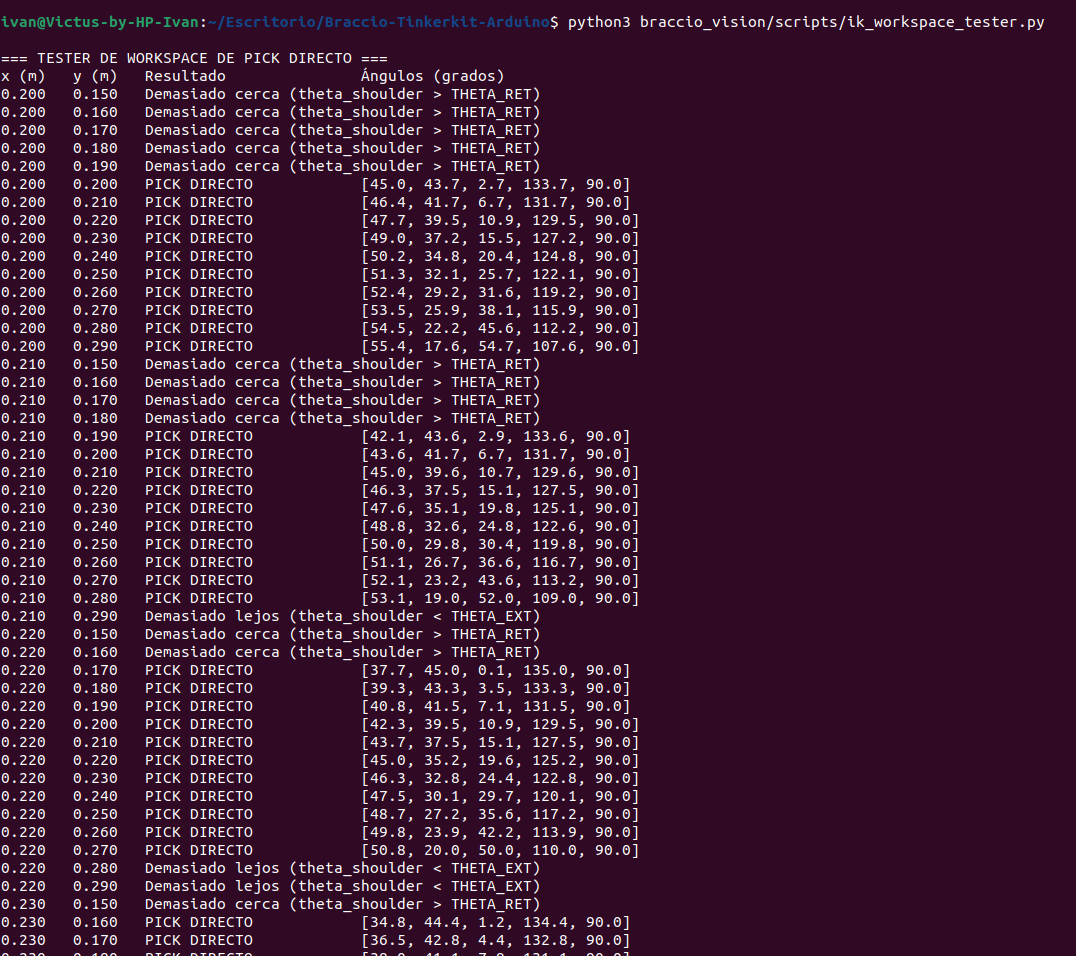 ivan@Victus-by-HP-Ivan:~/Escritorio/Braccio-Tinkerkit-Arduino$ python3 braccio_vision/scripts/ik_workspace_tester.py
=== TESTER DE WORKSPACE DE PICK DIRECTO ===
x (m)   y (m)   Resultado               Ángulos (grados)
0.200   0.150   Demasiado cerca (theta_shoulder > THETA_RET)
0.200   0.160   Demasiado cerca (theta_shoulder > THETA_RET)
0.200   0.170   Demasiado cerca (theta_shoulder > THETA_RET)
0.200   0.180   Demasiado cerca (theta_shoulder > THETA_RET)
0.200   0.190   Demasiado cerca (theta_shoulder > THETA_RET)
0.200   0.200   PICK DIRECTO            [45.0, 43.7, 2.7, 133.7, 90.0]
0.200   0.210   PICK DIRECTO            [46.4, 41.7, 6.7, 131.7, 90.0]
0.200   0.220   PICK DIRECTO            [47.7, 39.5, 10.9, 129.5, 90.0]
0.200   0.230   PICK DIRECTO            [49.0, 37.2, 15.5, 127.2, 90.0]
0.200   0.240   PICK DIRECTO            [50.2, 34.8, 20.4, 124.8, 90.0]
0.200   0.250   PICK DIRECTO            [51.3, 32.1, 25.7, 122.1, 90.0]
0.200   0.260   PICK DIRECTO            [52.4, 29.2, 31.6, 119.2, 90.0]
0.200   0.270   PICK DIRECTO            [53.5, 25.9, 38.1, 115.9, 90.0]
0.200   0.280   PICK DIRECTO            [54.5, 22.2, 45.6, 112.2, 90.0]
0.200   0.290   PICK DIRECTO            [55.4, 17.6, 54.7, 107.6, 90.0]
0.210   0.150   Demasiado cerca (theta_shoulder > THETA_RET)
0.210   0.160   Demasiado cerca (theta_shoulder > THETA_RET)
0.210   0.170   Demasiado cerca (theta_shoulder > THETA_RET)
0.210   0.180   Demasiado cerca (theta_shoulder > THETA_RET)
0.210   0.190   PICK DIRECTO            [42.1, 43.6, 2.9, 133.6, 90.0]
0.210   0.200   PICK DIRECTO            [43.6, 41.7, 6.7, 131.7, 90.0]
0.210   0.210   PICK DIRECTO            [45.0, 39.6, 10.7, 129.6, 90.0]
0.210   0.220   PICK DIRECTO            [46.3, 37.5, 15.1, 127.5, 90.0]
0.210   0.230   PICK DIRECTO            [47.6, 35.1, 19.8, 125.1, 90.0]
0.210   0.240   PICK DIRECTO            [48.8, 32.6, 24.8, 122.6, 90.0]
0.210   0.250   PICK DIRECTO            [50.0, 29.8, 30.4, 119.8, 90.0]
0.210   0.260   PICK DIRECTO            [51.1, 26.7, 36.6, 116.7, 90.0]
0.210   0.270   PICK DIRECTO            [52.1, 23.2, 43.6, 113.2, 90.0]
0.210   0.280   PICK DIRECTO            [53.1, 19.0, 52.0, 109.0, 90.0]
0.210   0.290   Demasiado lejos (theta_shoulder < THETA_EXT)
0.220   0.150   Demasiado cerca (theta_shoulder > THETA_RET)
0.220   0.160   Demasiado cerca (theta_shoulder > THETA_RET)
0.220   0.170   PICK DIRECTO            [37.7, 45.0, 0.1, 135.0, 90.0]
0.220   0.180   PICK DIRECTO            [39.3, 43.3, 3.5, 133.3, 90.0]
0.220   0.190   PICK DIRECTO            [40.8, 41.5, 7.1, 131.5, 90.0]
0.220   0.200   PICK DIRECTO            [42.3, 39.5, 10.9, 129.5, 90.0]
0.220   0.210   PICK DIRECTO            [43.7, 37.5, 15.1, 127.5, 90.0]
0.220   0.220   PICK DIRECTO            [45.0, 35.2, 19.6, 125.2, 90.0]
0.220   0.230   PICK DIRECTO            [46.3, 32.8, 24.4, 122.8, 90.0]
0.220   0.240   PICK DIRECTO            [47.5, 30.1, 29.7, 120.1, 90.0]
0.220   0.250   PICK DIRECTO            [48.7, 27.2, 35.6, 117.2, 90.0]
0.220   0.260   PICK DIRECTO            [49.8, 23.9, 42.2, 113.9, 90.0]
0.220   0.270   PICK DIRECTO            [50.8, 20.0, 50.0, 110.0, 90.0]
0.220   0.280   Demasiado lejos (theta_shoulder < THETA_EXT)
0.220   0.290   Demasiado lejos (theta_shoulder < THETA_EXT)
0.230   0.150   Demasiado cerca (theta_shoulder > THETA_RET)
0.230   0.160   PICK DIRECTO            [34.8, 44.4, 1.2, 134.4, 90.0]
0.230   0.170   PICK DIRECTO            [36.5, 42.8, 4.4, 132.8, 90.0]